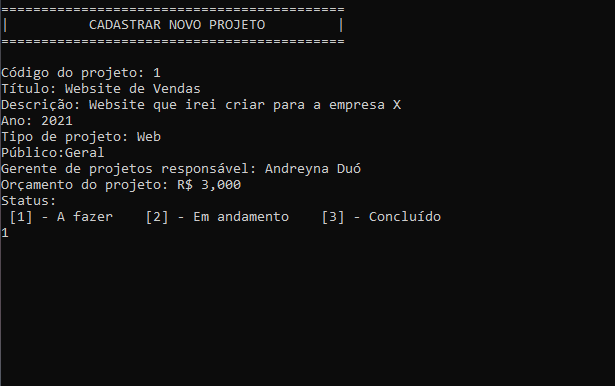 ===========================================
|          CADASTRAR NOVO PROJETO         |
===========================================
Código do projeto: 1
Título: Website de Vendas
Descrição: Website que irei criar para a empresa X
Ano: 2021
Tipo de projeto: Web
Público:Geral
Gerente de projetos responsável: Andreyna Duó
Orçamento do projeto: R$ 3,000
Status:
 [1] - A fazer    [2] - Em andamento    [3] - Concluído
1